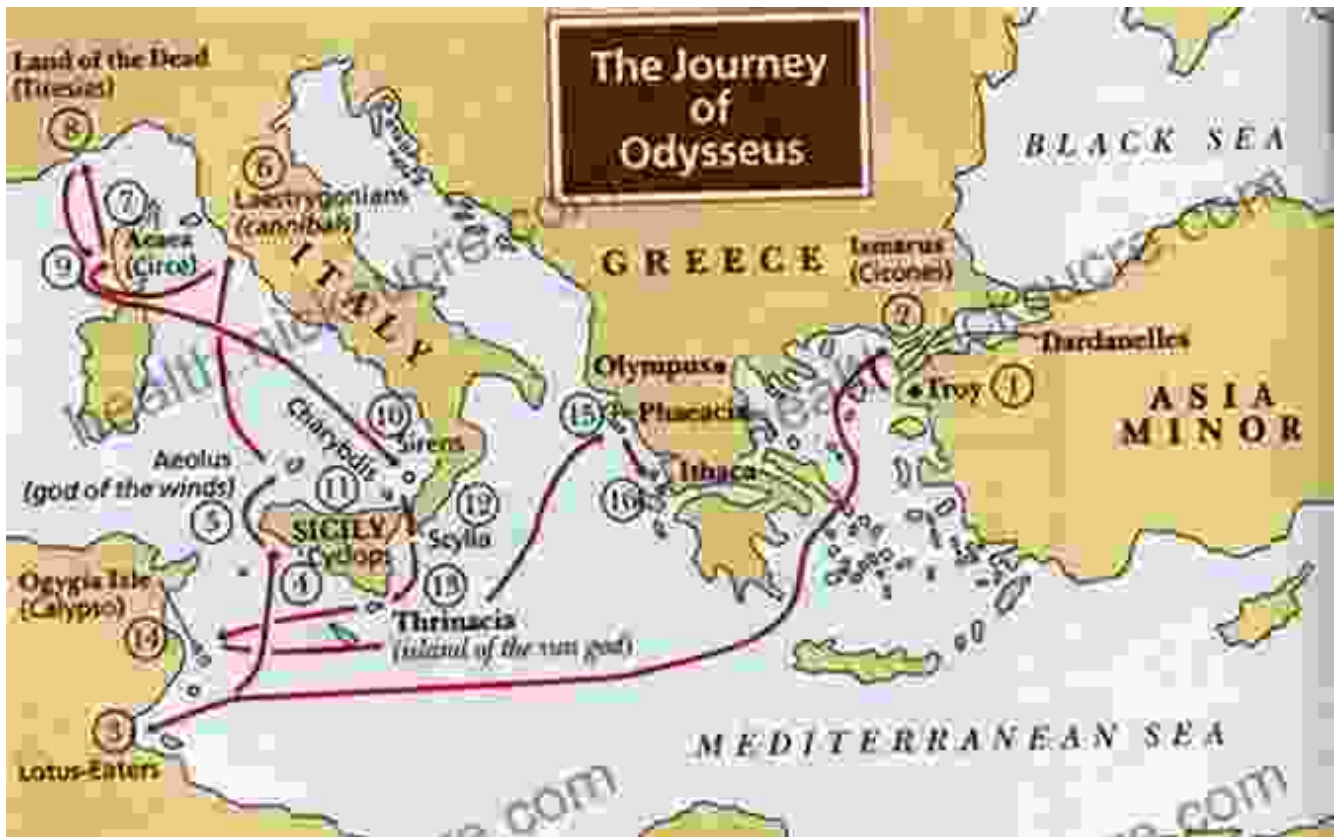 The Journey
of
Odysseus
Land of the Dead
(Tiresias)
8
BLACK SEA
6
Laestrygonians
(cannibals)
7
Aeaea
(Circe)
9
ITALY
GREECE
Ismarus
(Cicones)
2
Dardanelles
Olympus
Troy 1
ASIA
MINOR
15
Phaeacia
10
Sirens
Charybdis
Ithaca
16
Aeolus
(god of the winds)
5
11
12
Scylla
SICILY
Cyclops
4
13
Ogygia Isle
(Calypso)
14
Thrinacia
(island of the sun god)
3
Lotus-Eaters
MEDITERRANEAN SEA